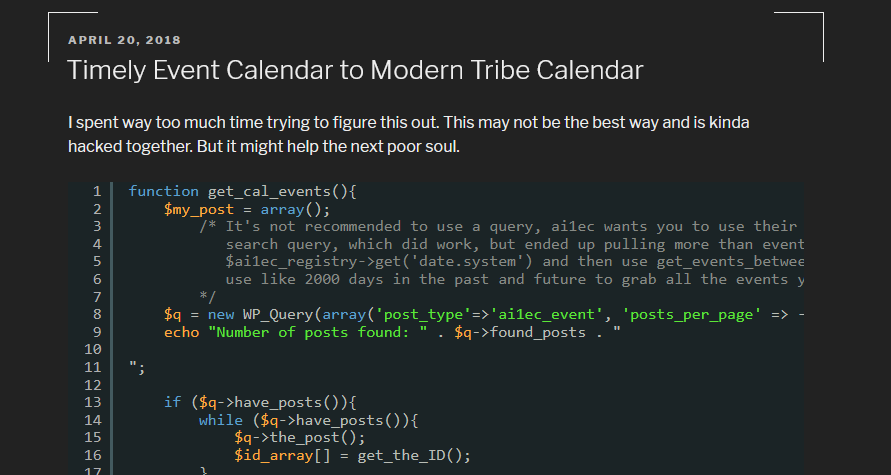 APRIL 20, 2018
Timely Event Calendar to Modern Tribe Calendar
I spent way too much time trying to figure this out. This may not be the best way and is kinda
hacked together. But it might help the next poor soul.
1 function get_cal_events(){
2 $my_post = array();
3 /* It's not recommended to use a query, ai1ec wants you to use their
4 search query, which did work, but ended up pulling more than event
5 $ai1ec_registry->get('date.system') and then use get_events_betwee
6 use like 2000 days in the past and future to grab all the events y
7 */
8 $q = new WP_Query(array('post_type'=>'ai1ec_event', 'posts_per_page' => -
9 echo "Number of posts found: " . $q->found_posts . "
10
11 ";
12
13 if ($q->have_posts()){
14 while ($q->have_posts()){
15 $q->the_post();
16 $id_array[] = get_the_ID();
17 }